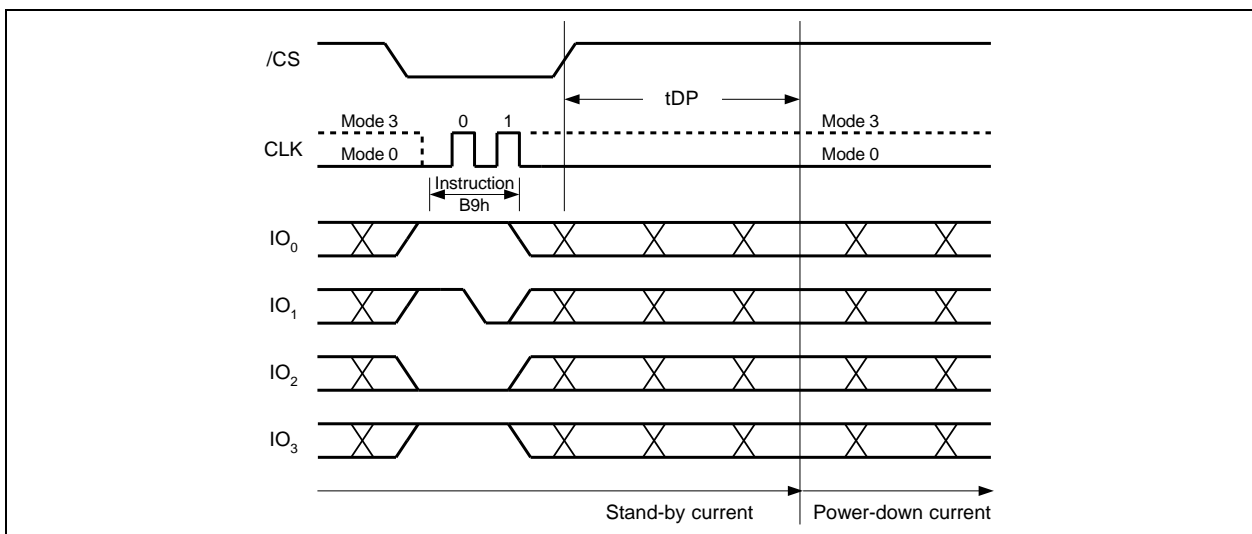 /CS
tDP
Mode 3 0 1 Mode 3
CLK
Mode 0 Mode 0
Instruction
B9h
IO0
IO1
IO2
IO3
Stand-by current Power-down current